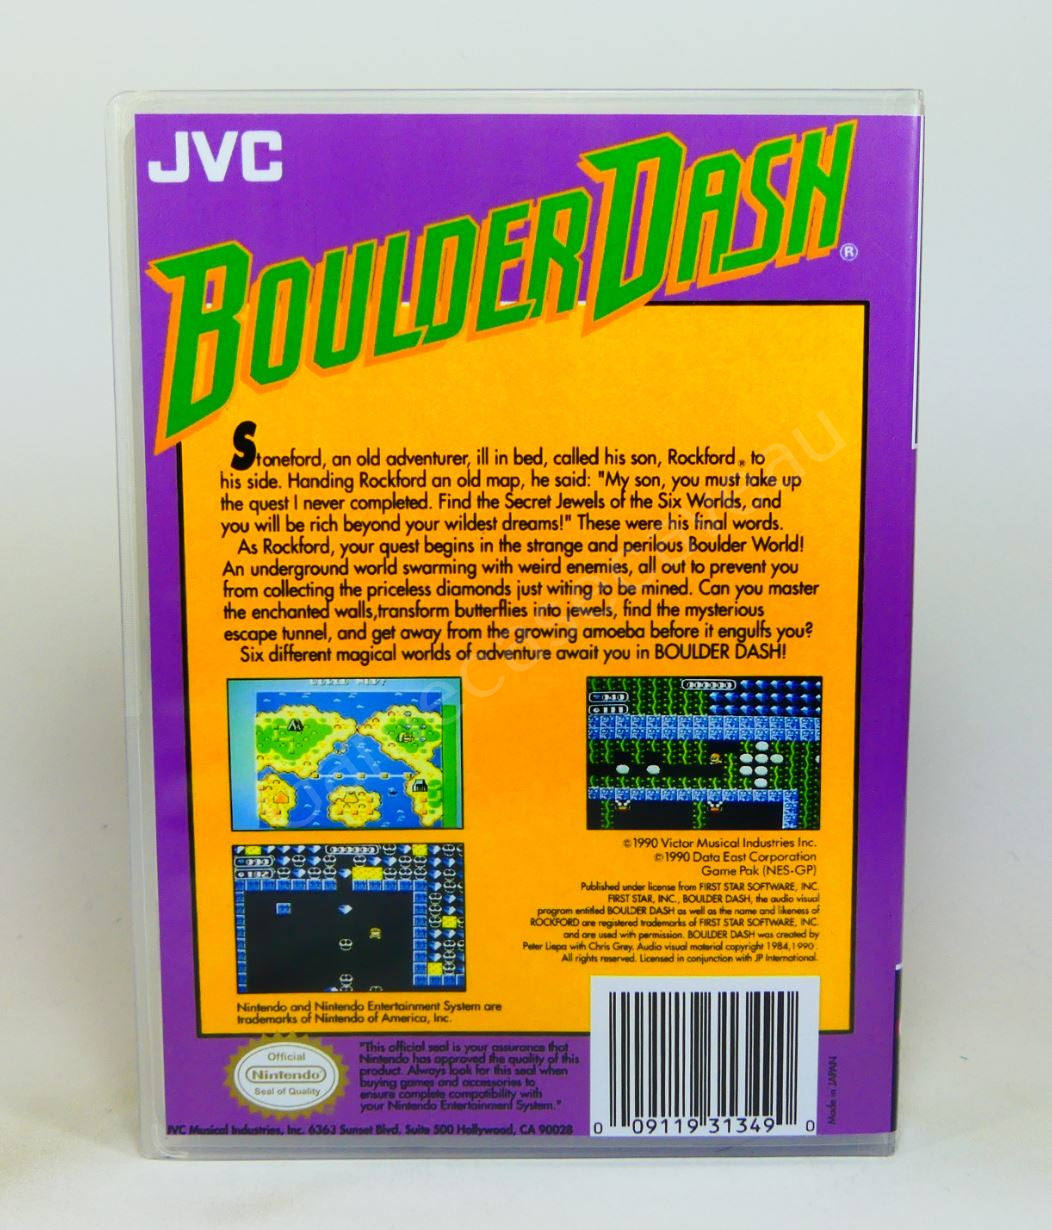 JVC
BOULDER DASH®
Stoneford, an old adventurer, ill in bed, called his son, Rockford® to
his side. Handing Rockford an old map, he said: "My son, you must take up
the quest I never completed. Find the Secret Jewels of the Six Worlds, and
you will be rich beyond your wildest dreams!" These were his final words.
As Rockford, your quest begins in the strange and perilous Boulder World!
An underground world swarming with weird enemies, all out to prevent you
from collecting the priceless diamonds just witing to be mined. Can you master
the enchanted walls,transform butterflies into jewels, find the mysterious
escape tunnel, and get away from the growing amoeba before it engulfs you?
Six different magical worlds of adventure await you in BOULDER DASH!
©1990 Victor Musical Industries Inc.
©1990 Data East Corporation
Game Pak (NES-GP)
Published under license from FIRST STAR SOFTWARE, INC.
FIRST STAR, INC., BOULDER DASH, the audio visual
program entitled BOULDER DASH as well as the name and likeness of
ROCKFORD are registered trademarks of FIRST STAR SOFTWARE, INC.
and are used with permission. BOULDER DASH was created by
Peter Liepa with Chris Grey. Audio visual material copyright 1984,1990.
All rights reserved. Licensed in conjunction with JP International.
Nintendo and Nintendo Entertainment System are
trademarks of Nintendo of America, Inc.
Official
Nintendo
Seal of Quality
"This official seal is your assurance that
Nintendo has approved the quality of this
product. Always look for this seal when
buying games and accessories to
ensure complete compatibility with
your Nintendo Entertainment System."
JVC Musical Industries, Inc. 6363 Sunset Blvd. Suite 500 Hollywood, CA 90028
0 09119 31349 0
Made in JAPAN